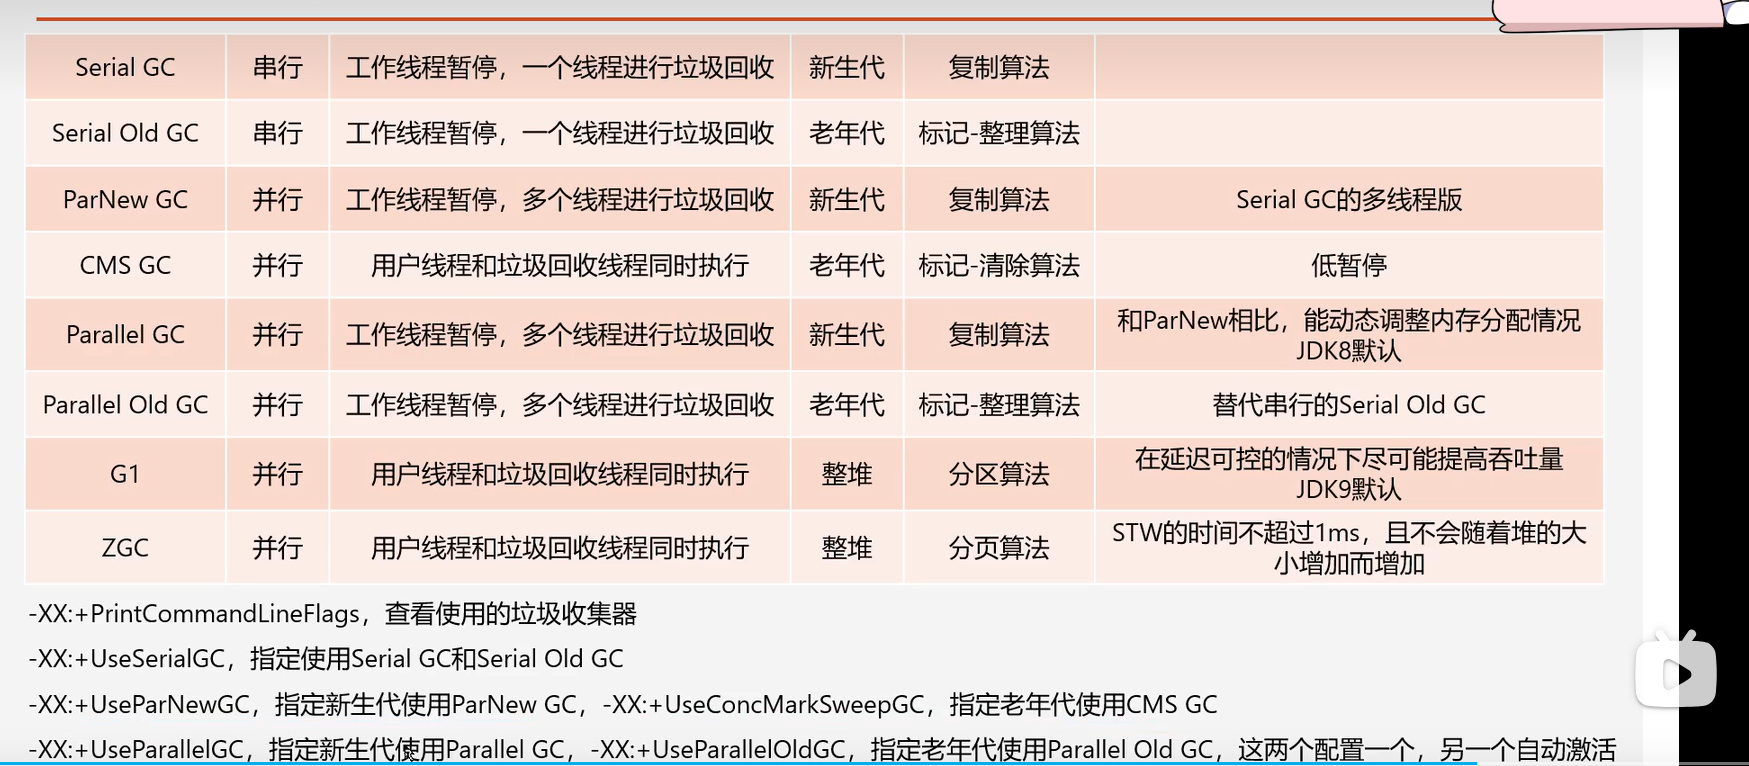 Serial GC 串行 工作线程暂停，一个线程进行垃圾回收 新生代 复制算法
Serial Old GC 串行 工作线程暂停，一个线程进行垃圾回收 老年代 标记-整理算法
ParNew GC 并行 工作线程暂停，多个线程进行垃圾回收 新生代 复制算法 Serial GC的多线程版
CMS GC 并行 用户线程和垃圾回收线程同时执行 老年代 标记-清除算法 低暂停
Parallel GC 并行 工作线程暂停，多个线程进行垃圾回收 新生代 复制算法 和ParNew相比，能动态调整内存分配情况
JDK8默认
Parallel Old GC 并行 工作线程暂停，多个线程进行垃圾回收 老年代 标记-整理算法 替代串行的Serial Old GC
G1 并行 用户线程和垃圾回收线程同时执行 整堆 分区算法 在延迟可控的情况下尽可能提高吞吐量
JDK9默认
ZGC 并行 用户线程和垃圾回收线程同时执行 整堆 分页算法 STW的时间不超过1ms，且不会随着堆的大
小增加而增加
-XX:+PrintCommandLineFlags，查看使用的垃圾收集器
-XX:+UseSerialGC，指定使用Serial GC和Serial Old GC
-XX:+UseParNewGC，指定新生代使用ParNew GC，-XX:+UseConcMarkSweepGC，指定老年代使用CMS GC
-XX:+UseParallelGC，指定新生代使用Parallel GC，-XX:+UseParallelOldGC，指定老年代使用Parallel Old GC，这两个配置一个，另一个自动激活